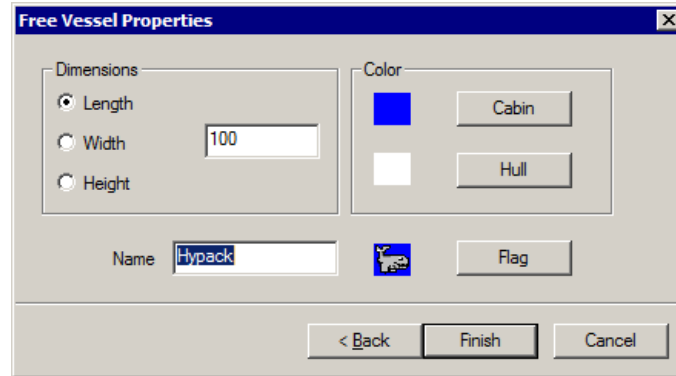 Free Vessel Properties
Dimensions
Length
Width
100
Height
Color
Cabin
Hull
Name
Hypack
Flag
< Back
Finish
Cancel